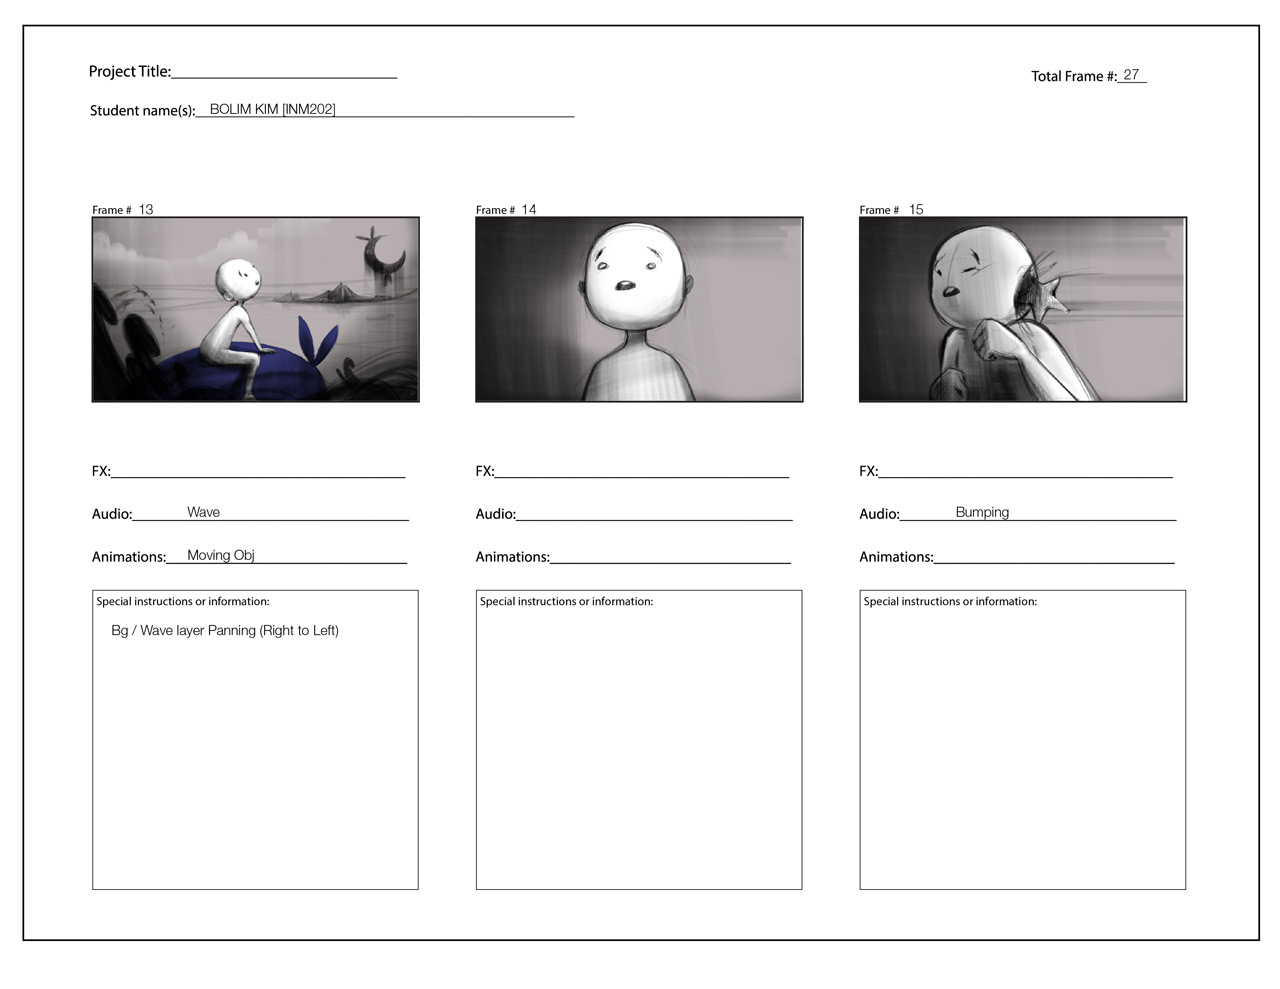 Project Title:
Total Frame #: 27
Student name(s): BOLIM KIM [INM202]
Frame # 13
Frame # 14
Frame # 15
FX:
FX:
FX:
Audio: Wave
Audio:
Audio: Bumping
Animations: Moving Obj
Animations:
Animations:
Special instructions or information:
Special instructions or information:
Special instructions or information:
Bg / Wave layer Panning (Right to Left)